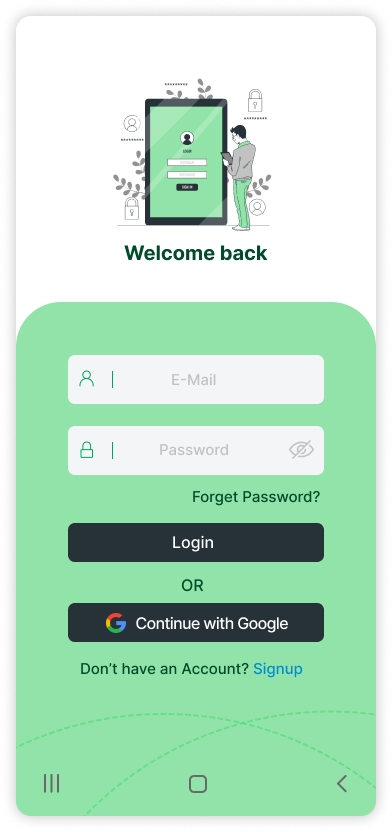 LOGIN
SIGN IN
Welcome back
E-Mail
Password
Forget Password?
Login
OR
Continue with Google
Don’t have an Account? Signup